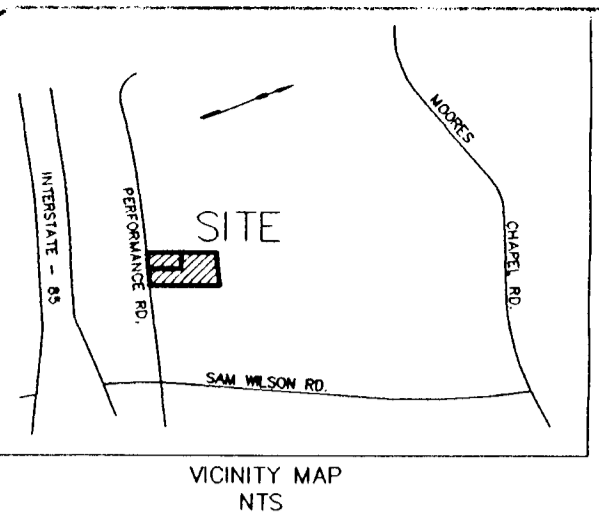 MOORES
INTERSTATE - 85
PERFORMANCE RD.
SITE
CHAPEL RD.
SAM WILSON RD.
VICINITY MAP
NTS